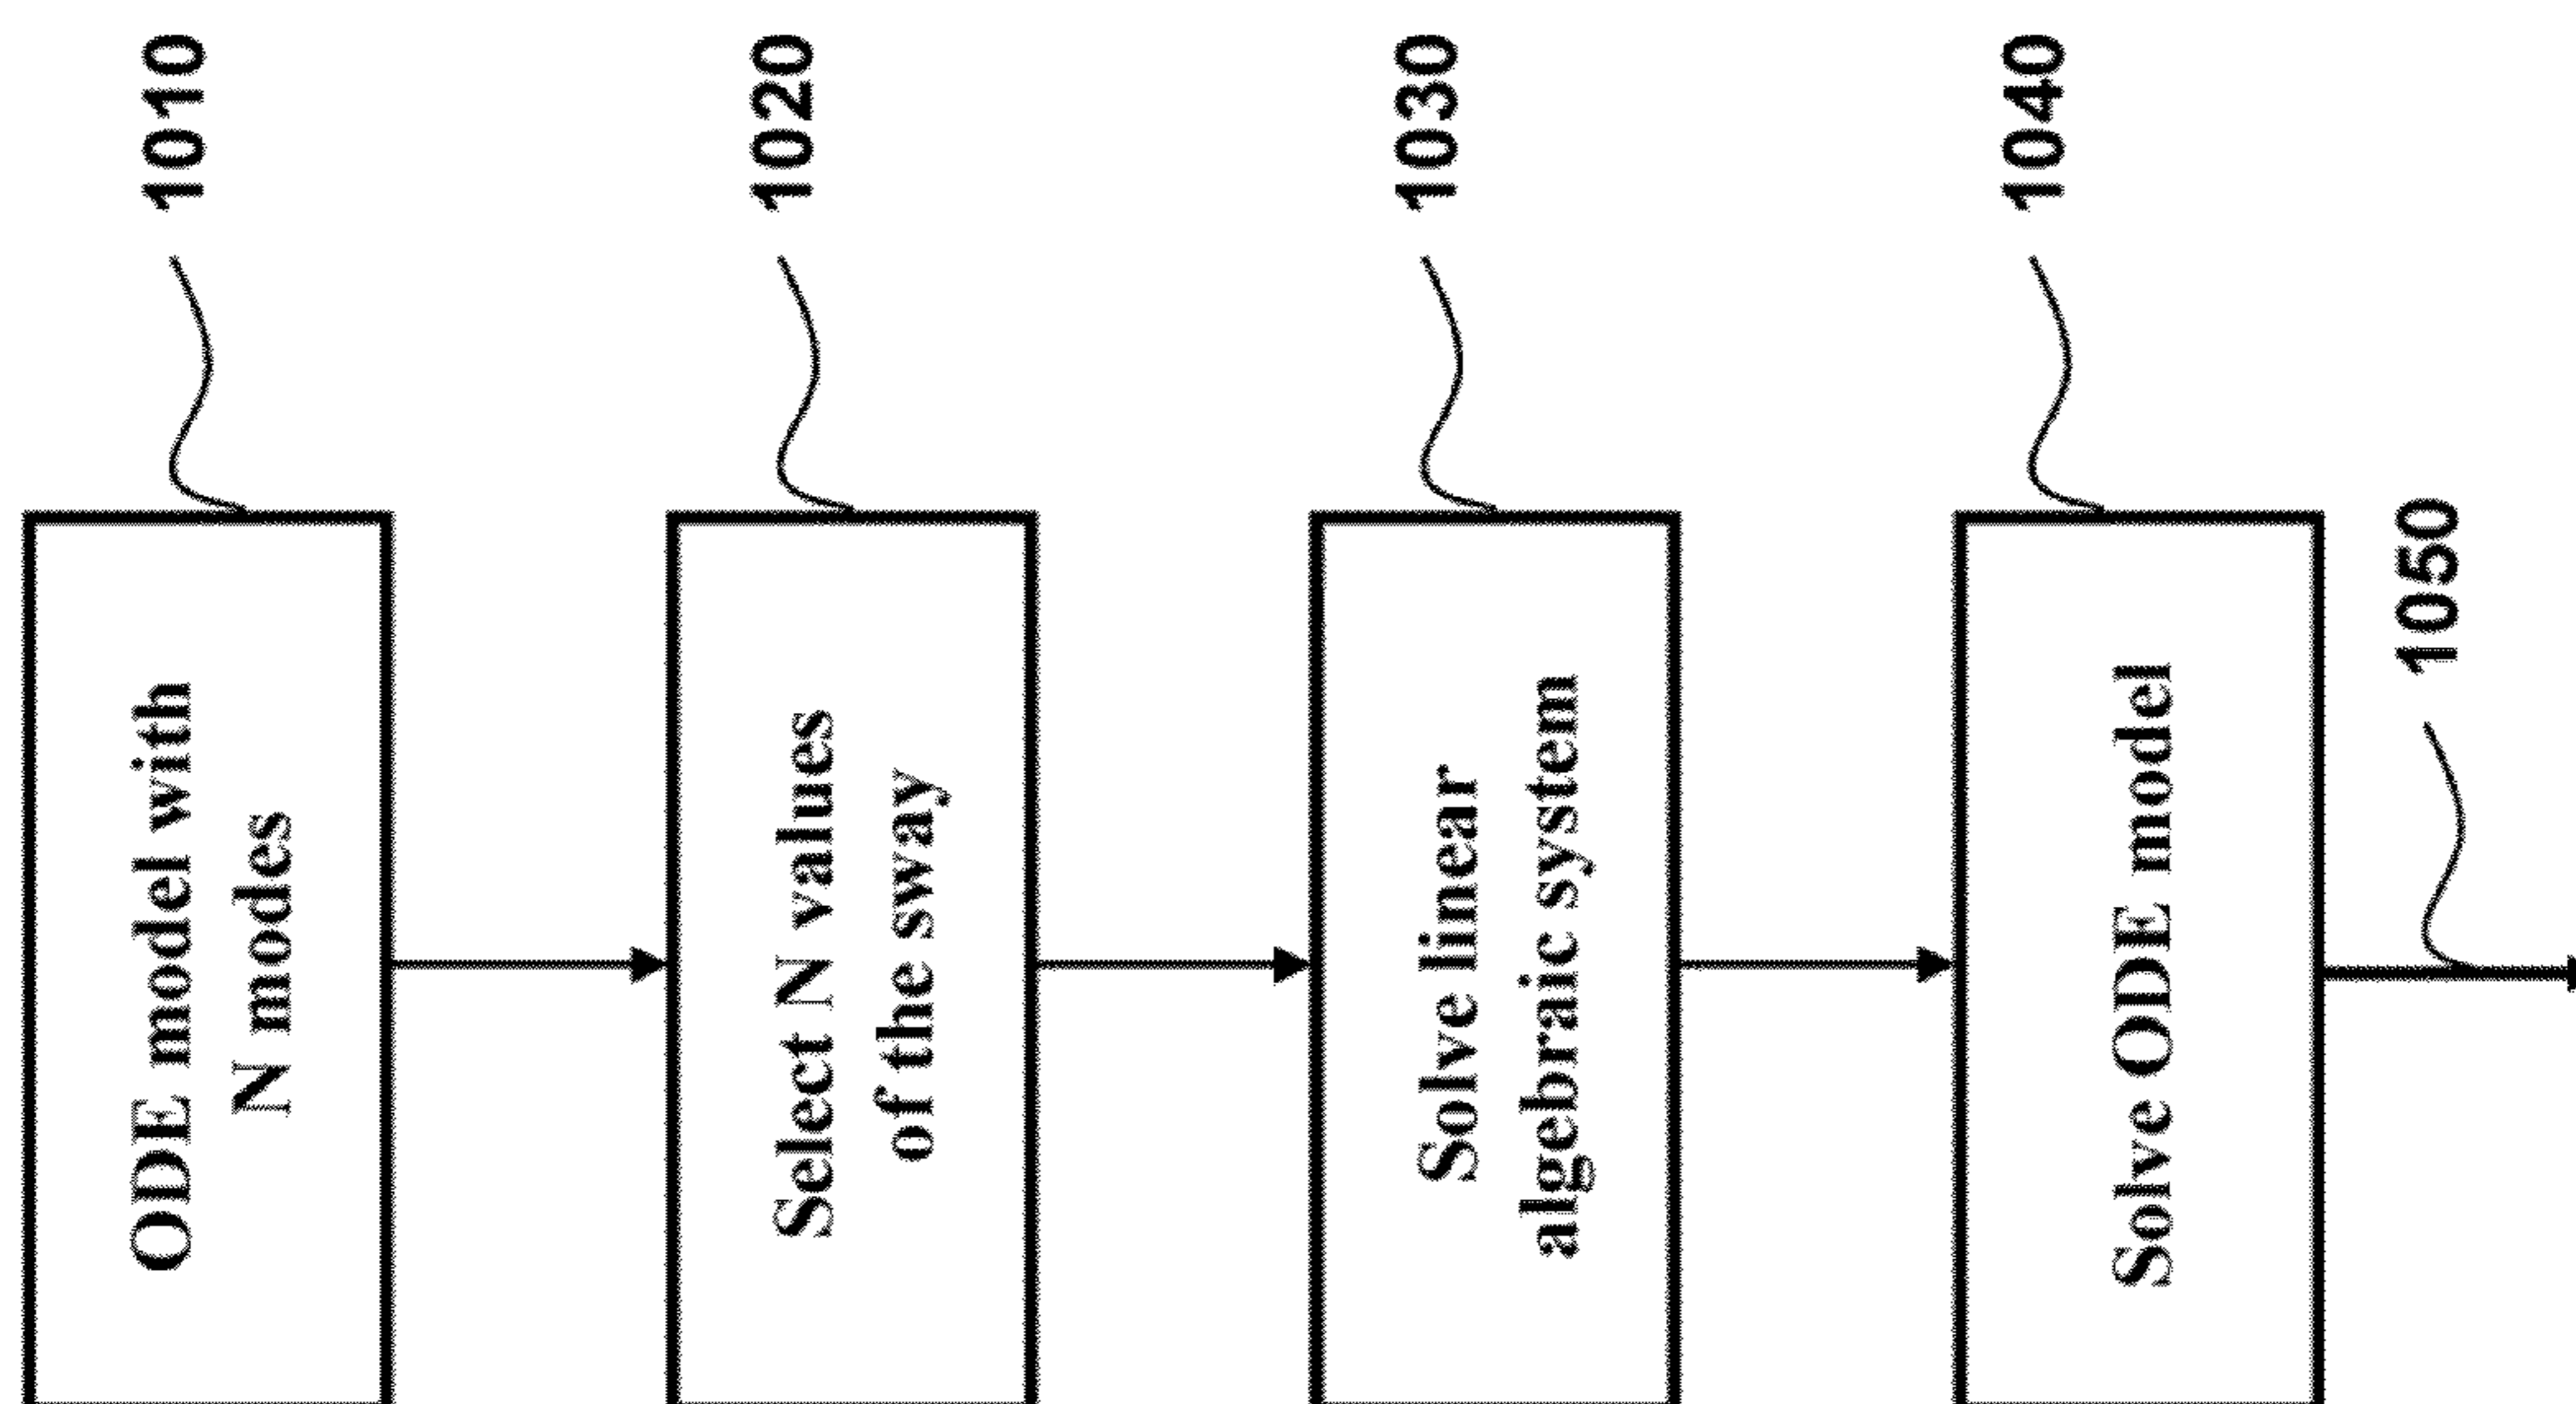 ODE model with
N modes
1010
Select N values
of the sway
1020
Solve linear
algebraic system
1030
Solve ODE model
1040
1050